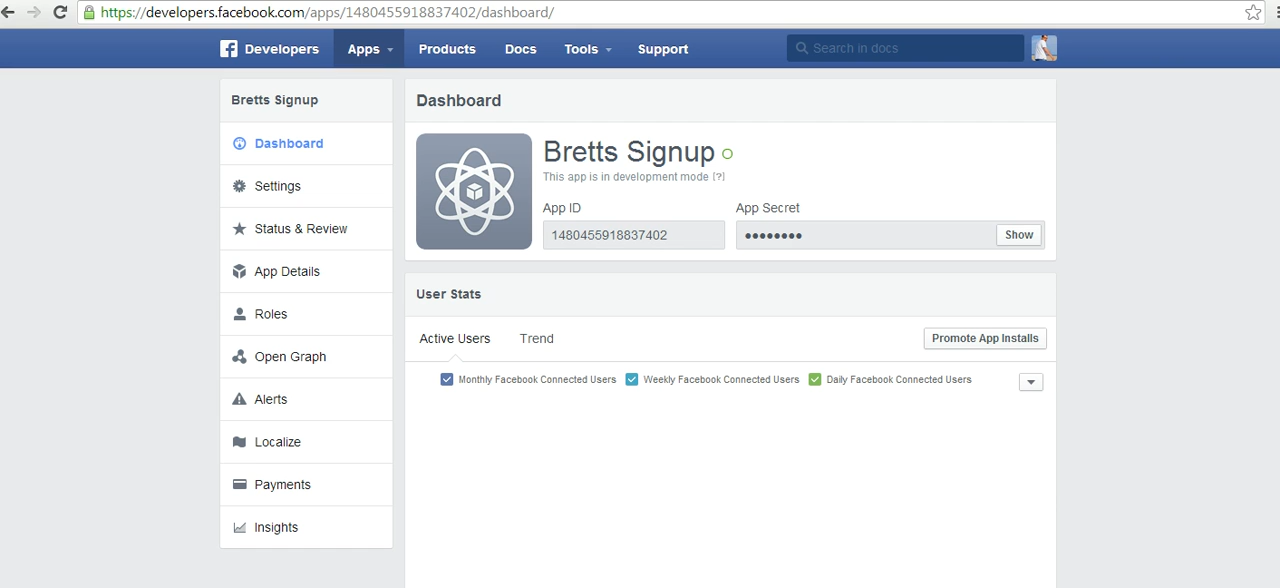 https://developers.facebook.com/apps/1480455918837402/dashboard/
Developers Apps Products Docs Tools Support Search in docs
Bretts Signup
Dashboard
Settings
Status & Review
App Details
Roles
Open Graph
Alerts
Localize
Payments
Insights
Dashboard
Bretts Signup
This app is in development mode [?]
App ID App Secret
1480455918837402 •••••••• Show
User Stats
Active Users Trend Promote App Installs
Monthly Facebook Connected Users Weekly Facebook Connected Users Daily Facebook Connected Users